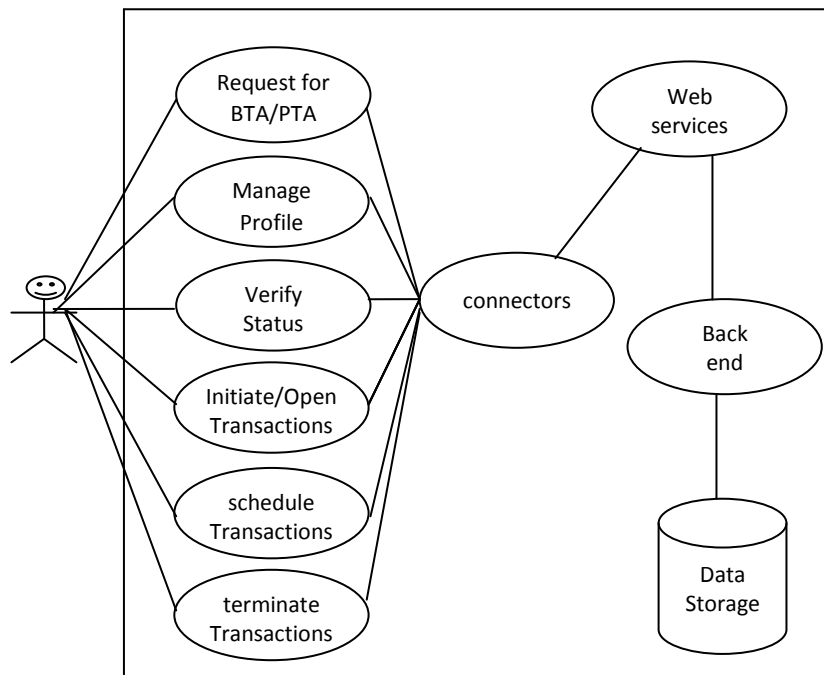 Request for
BTA/PTA
Manage
Profile
Verify
Status
Initiate/Open
Transactions
schedule
Transactions
terminate
Transactions
connectors
Web
services
Back
end
Data
Storage